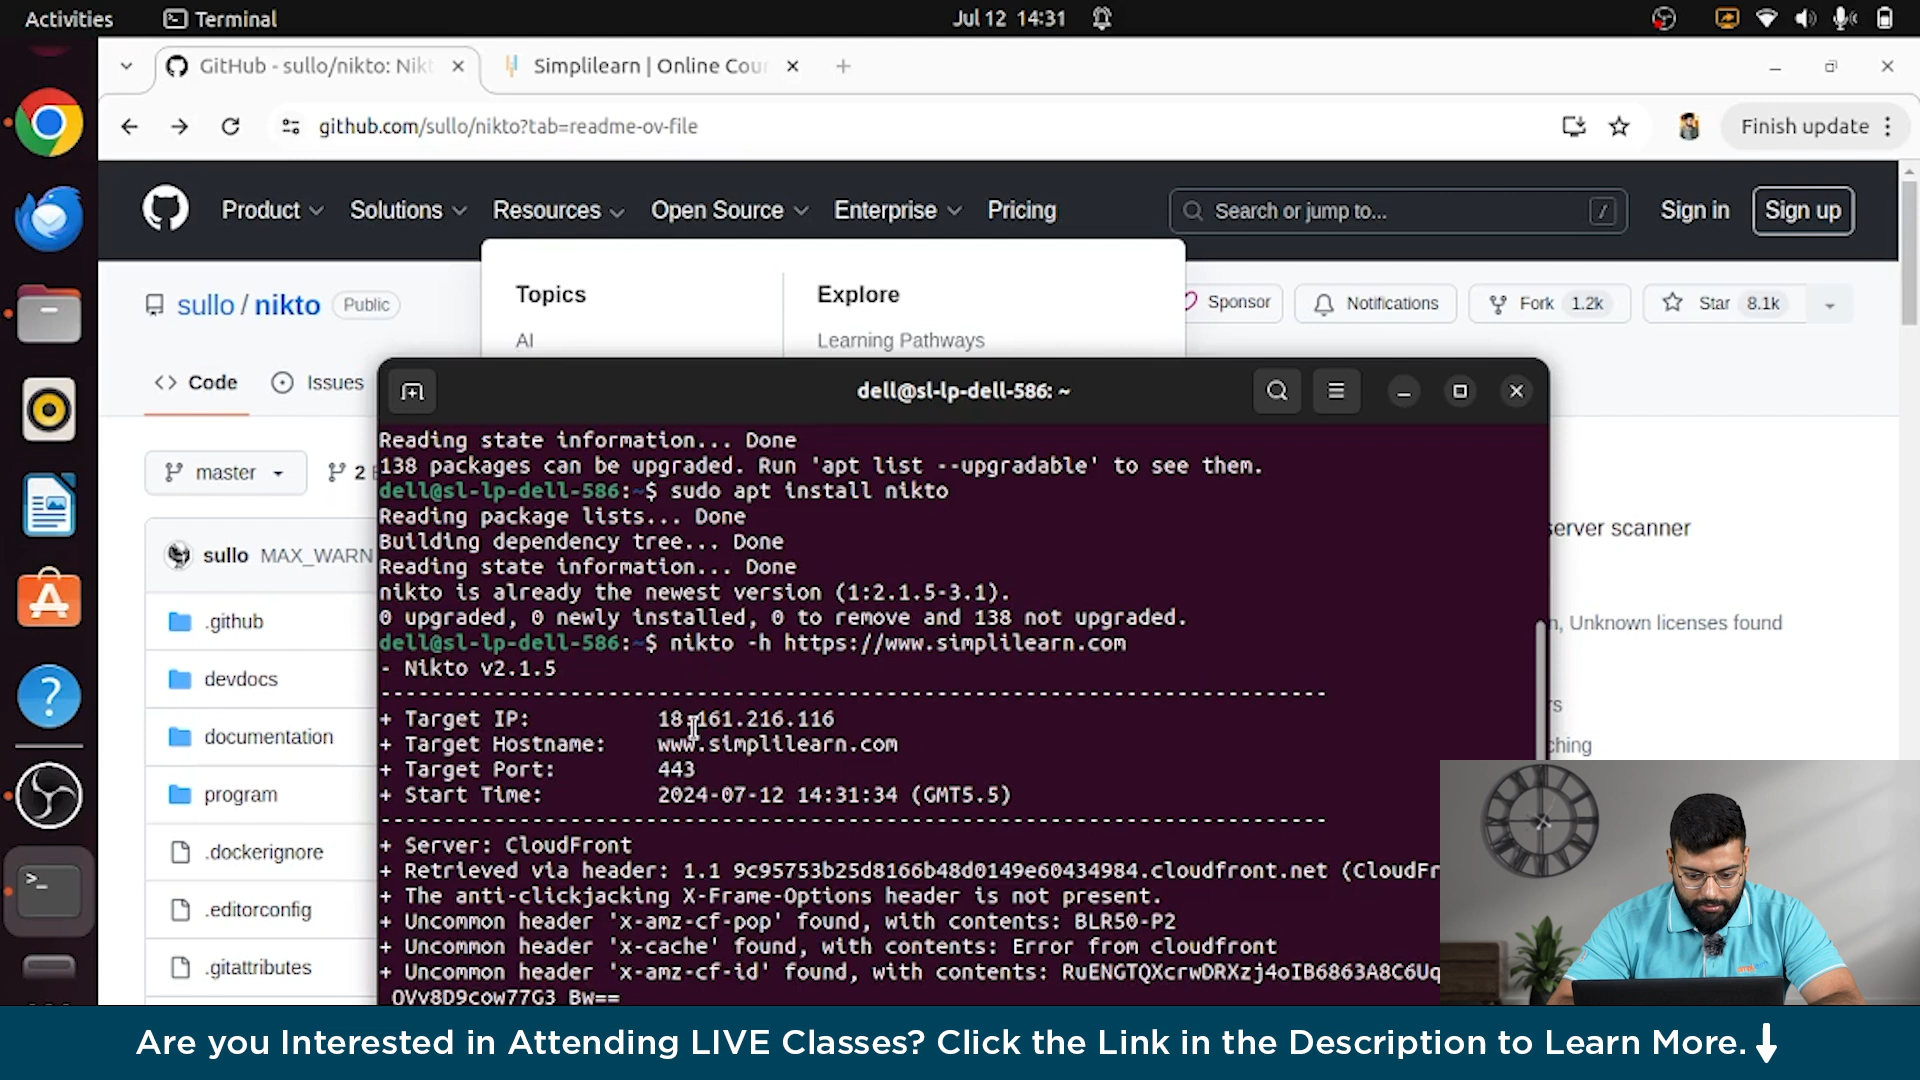 Activities
Terminal
Jul 12 14:31
GitHub - sullo/nikto: Nikt
Simplilearn | Online Cour
github.com/sullo/nikto?tab=readme-ov-file
Finish update
Product
Solutions
Resources
Open Source
Enterprise
Pricing
Search or jump to...
/
Sign in
Sign up
sullo / nikto
Public
Topics
Explore
AI
Learning Pathways
Sponsor
Notifications
Fork 1.2k
Star 8.1k
Code
Issues
master
2
sullo MAX_WARN
.github
devdocs
documentation
program
.dockerignore
.editorconfig
.gitattributes
server scanner
n, Unknown licenses found
rs
ching
dell@sl-lp-dell-586: ~
Reading state information... Done
138 packages can be upgraded. Run 'apt list --upgradable' to see them.
dell@sl-lp-dell-586:~$ sudo apt install nikto
Reading package lists... Done
Building dependency tree... Done
Reading state information... Done
nikto is already the newest version (1:2.1.5-3.1).
0 upgraded, 0 newly installed, 0 to remove and 138 not upgraded.
dell@sl-lp-dell-586:~$ nikto -h https://www.simplilearn.com
- Nikto v2.1.5
---------------------------------------------------------------------------
+ Target IP: 18.161.216.116
+ Target Hostname: www.simplilearn.com
+ Target Port: 443
+ Start Time: 2024-07-12 14:31:34 (GMT5.5)
---------------------------------------------------------------------------
+ Server: CloudFront
+ Retrieved via header: 1.1 9c95753b25d8166b48d0149e60434984.cloudfront.net (CloudFr
+ The anti-clickjacking X-Frame-Options header is not present.
+ Uncommon header 'x-amz-cf-pop' found, with contents: BLR50-P2
+ Uncommon header 'x-cache' found, with contents: Error from cloudfront
+ Uncommon header 'x-amz-cf-id' found, with contents: RuENGTQXcrwDRXzj4oIB6863A8C6Uq
OVv8D9cow77G3_Bw==
Are you Interested in Attending LIVE Classes? Click the Link in the Description to Learn More.